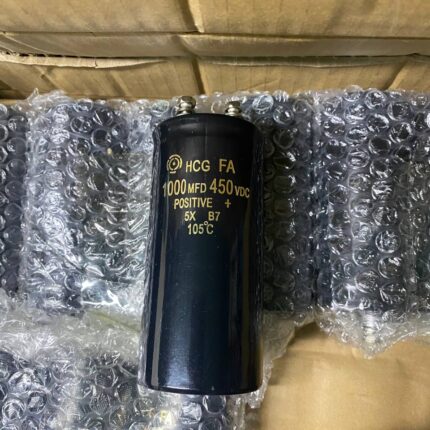 HCG FA
1000MFD 450VDC
POSITIVE +
5X B7
105°C